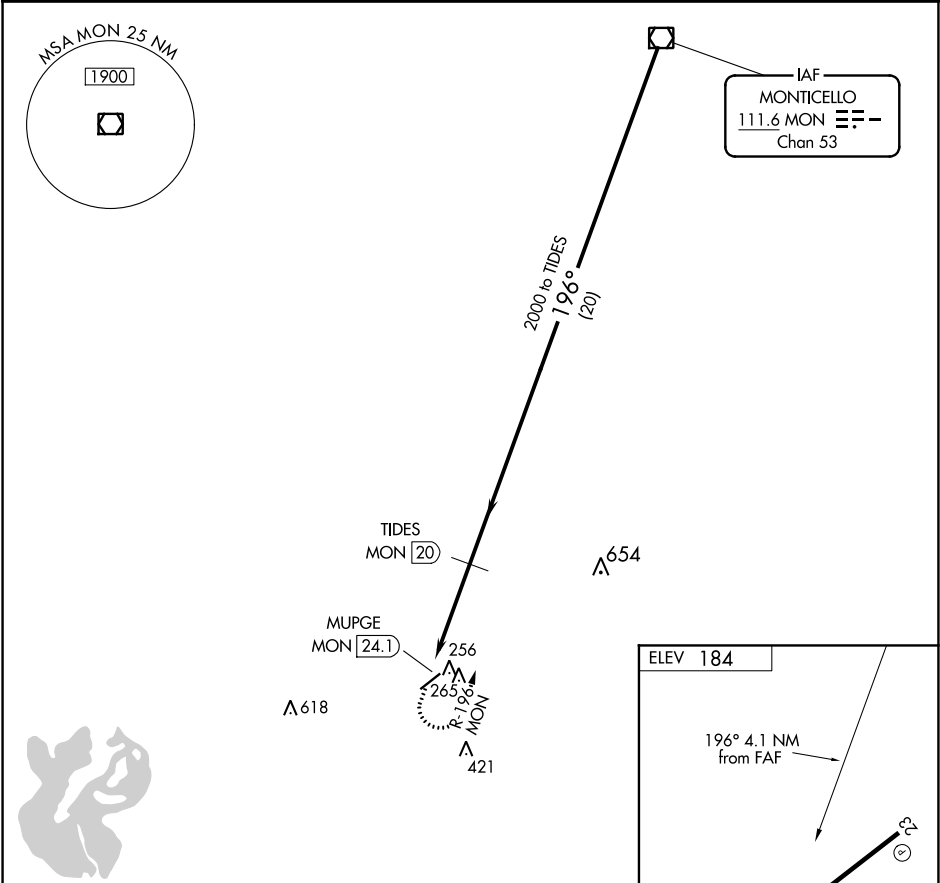 MSA MON 25 NM
1900
IAF
MONTICELLO
111.6 MON
Chan 53
2000 to TIDES
196°
(20)
TIDES
MON 20
654
MUPGE
MON 24.1
256
265
R-196
MON
618
421
ELEV 184
196° 4.1 NM
from FAF
23
P